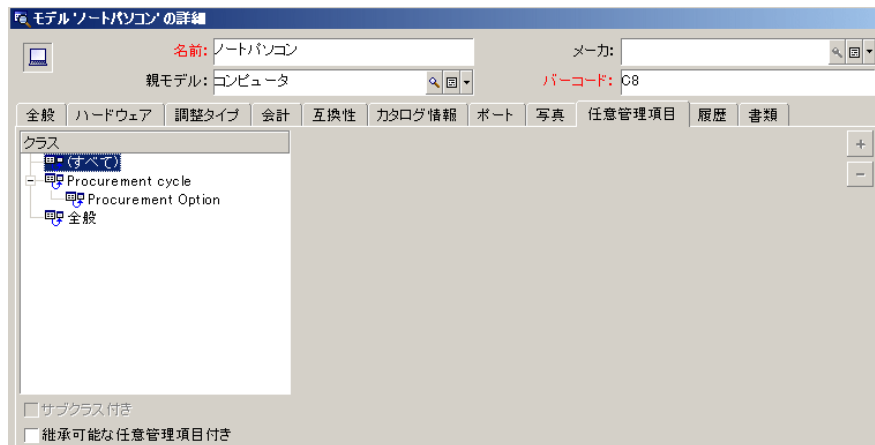 モデル'ノートパソコン'の詳細
名前: ノートパソコン メーカ:
親モデル: コンピュータ バーコード: C8
全般 ハードウェア 調整タイプ 会計 互換性 カタログ情報 ポート 写真 任意管理項目 履歴 書類
クラス
(すべて)
Procurement cycle
Procurement Option
全般
サブクラス付き
継承可能な任意管理項目付き